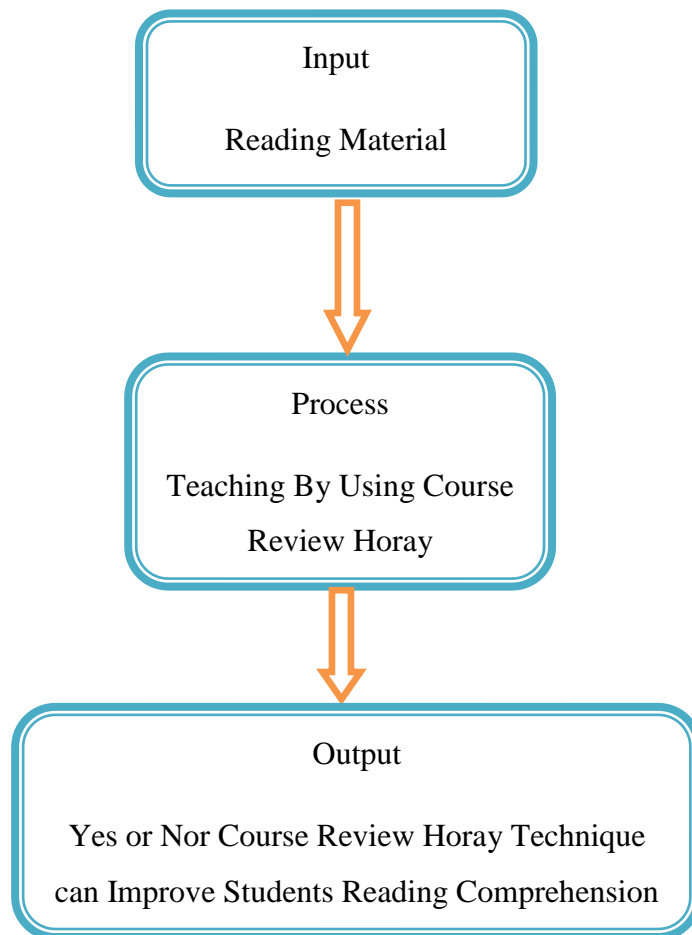 Input
Reading Material
Process
Teaching By Using Course
Review Horay
Output
Yes or Nor Course Review Horay Technique
can Improve Students Reading Comprehension